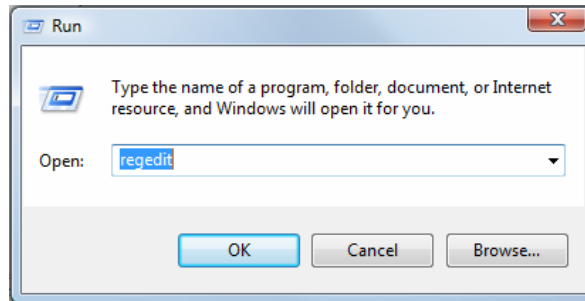 Run
Type the name of a program, folder, document, or Internet
resource, and Windows will open it for you.
Open: regedit
OK Cancel Browse...